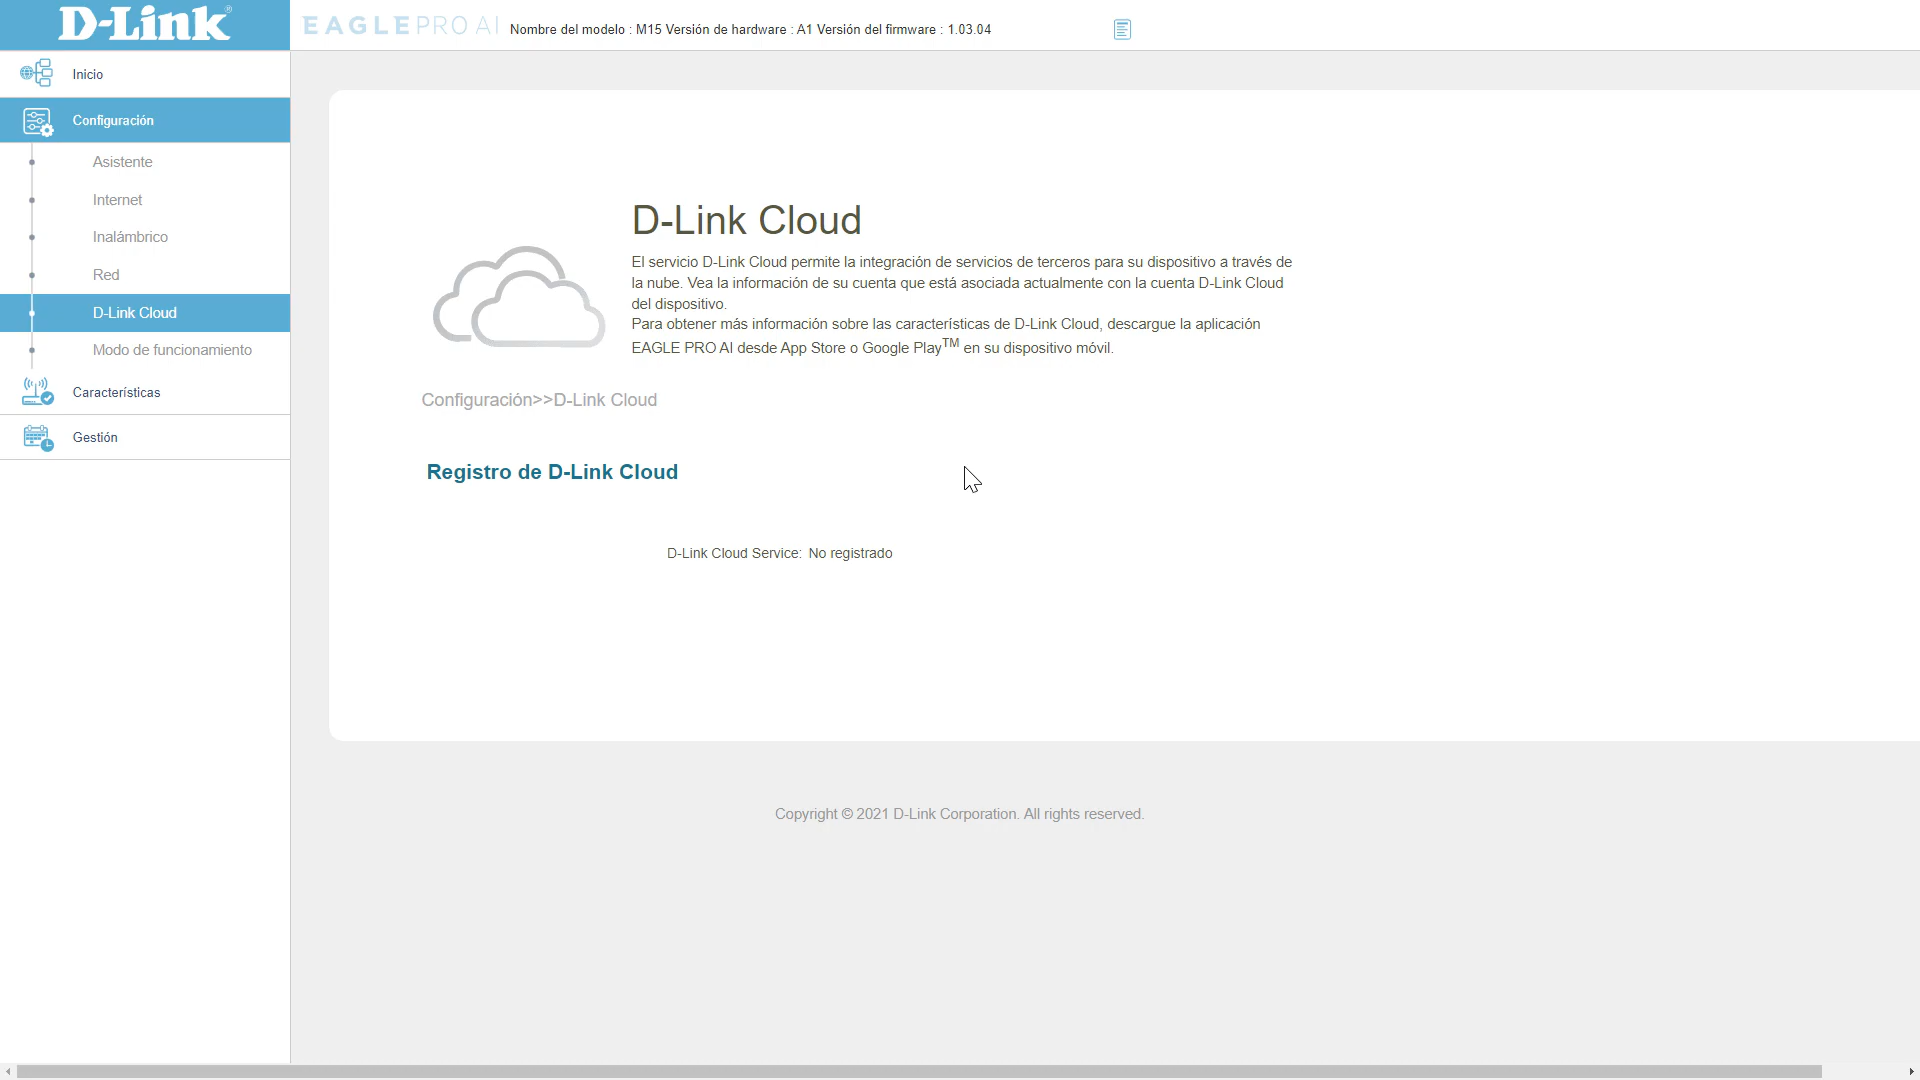 D-Link®
EAGLE PRO AI
Nombre del modelo : M15 Versión de hardware : A1 Versión del firmware : 1.03.04
Inicio
Configuración
Asistente
Internet
Inalámbrico
Red
D-Link Cloud
Modo de funcionamiento
Características
Gestión
D-Link Cloud
El servicio D-Link Cloud permite la integración de servicios de terceros para su dispositivo a través de
la nube. Vea la información de su cuenta que está asociada actualmente con la cuenta D-Link Cloud
del dispositivo.
Para obtener más información sobre las características de D-Link Cloud, descargue la aplicación
EAGLE PRO AI desde App Store o Google Play™ en su dispositivo móvil.
Configuración>>D-Link Cloud
Registro de D-Link Cloud
D-Link Cloud Service: No registrado
Copyright © 2021 D-Link Corporation. All rights reserved.